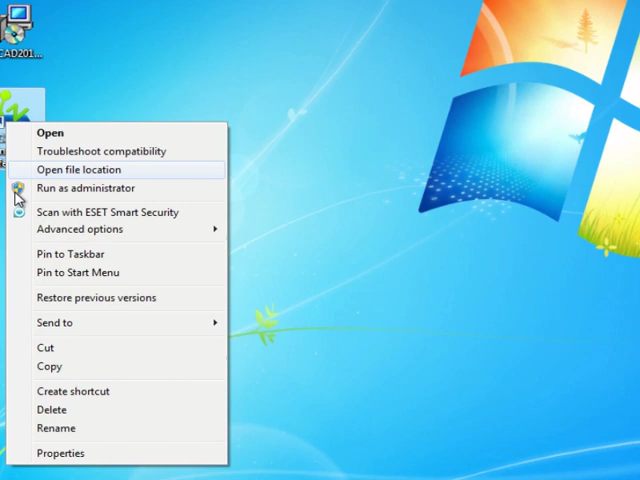 CAD201...
Open
Troubleshoot compatibility
Open file location
Run as administrator
Scan with ESET Smart Security
Advanced options
Pin to Taskbar
Pin to Start Menu
Restore previous versions
Send to
Cut
Copy
Create shortcut
Delete
Rename
Properties